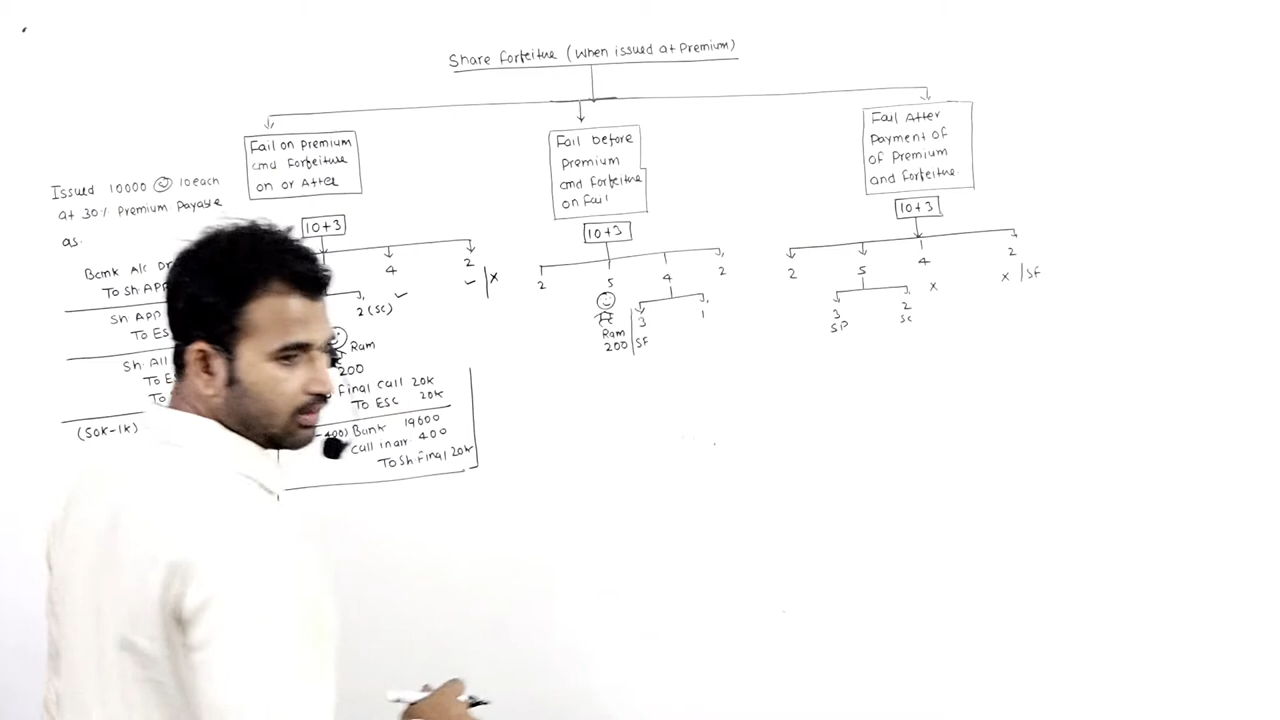 Share forfeitue (when issued at Premium)
Fail on premium
and forfeiture
on or After
Issued 10000 @ 10 each
at 30% Premium Payable
as.
Bank A/c Dr
To Sh. APP
Sh APP
To ES
Sh. All
To E
To
(50K-1K)
10+3
4
2
✓ | x
2 (SC) ✓
Ram
200
Final call 20K
To ESC 20K
400) Bank 19600
Call in arr. 400
To Sh. Final 20K
Fail before
Premium
and forfeitue
on Fail
10+3
2
5
4
2
3
1
Ram
200
SF
Fail After
Payment of
of Premium
and forfeitue.
10+3
2
5
4
2
x
x | SF
3
SP
2
SC